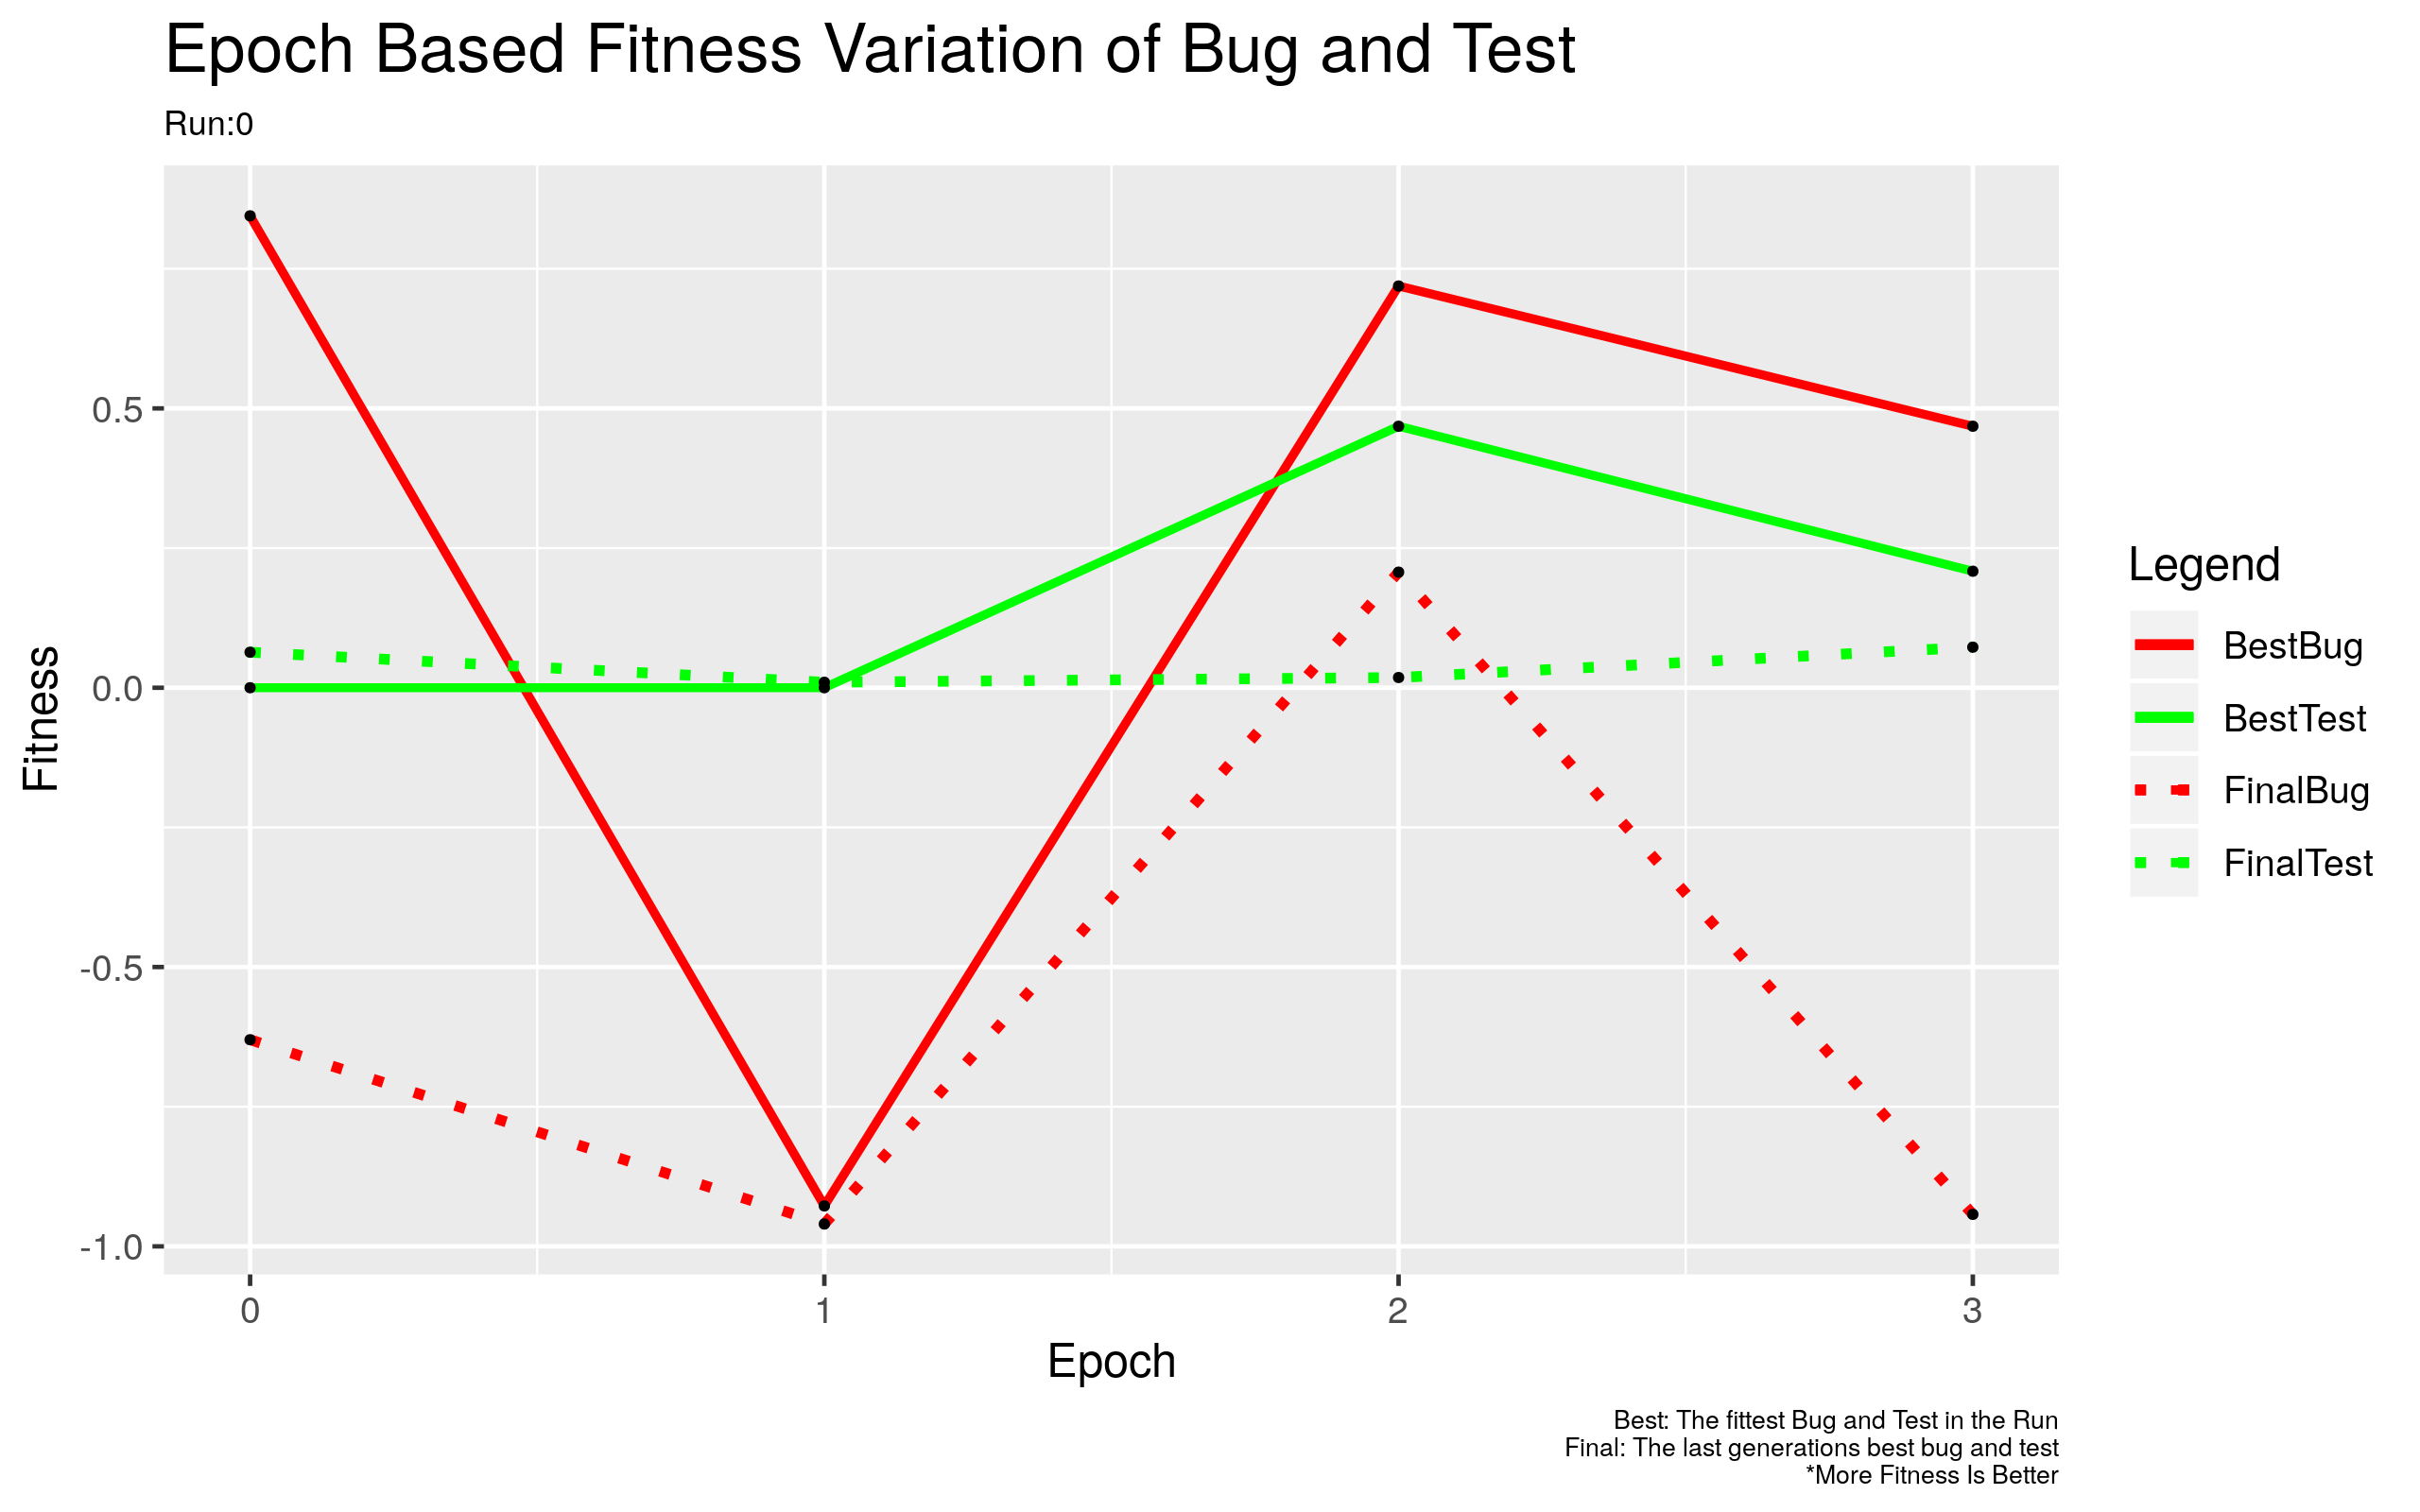 Epoch Based Fitness Variation of Bug and Test
Run:0
0.5
0.0
-0.5
-1.0
Fitness
0
1
2
3
Epoch
Legend
BestBug
BestTest
FinalBug
FinalTest
Best: The fittest Bug and Test in the Run
Final: The last generations best bug and test
*More Fitness Is Better